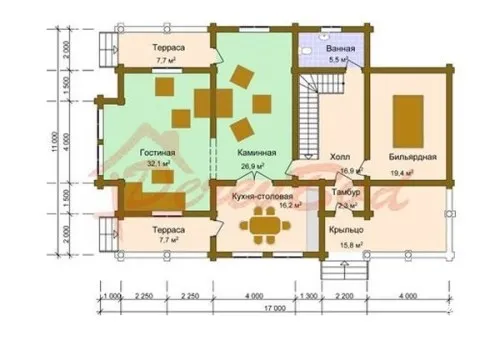 Терраса
7,7 м²
Ванная
5,5 м²
Гостиная
32,1 м²
Каминная
26,9 м²
Холл
16,9 м²
Бильярдная
19,4 м²
Кухня-столовая
16,2 м²
Тамбур
2,3 м²
Терраса
7,7 м²
Крыльцо
15,8 м²
2 000
1 500
4 000
1 500
2 000
11 000
1 000
2 250
2 250
4 000
1 300
2 200
4 000
17 000